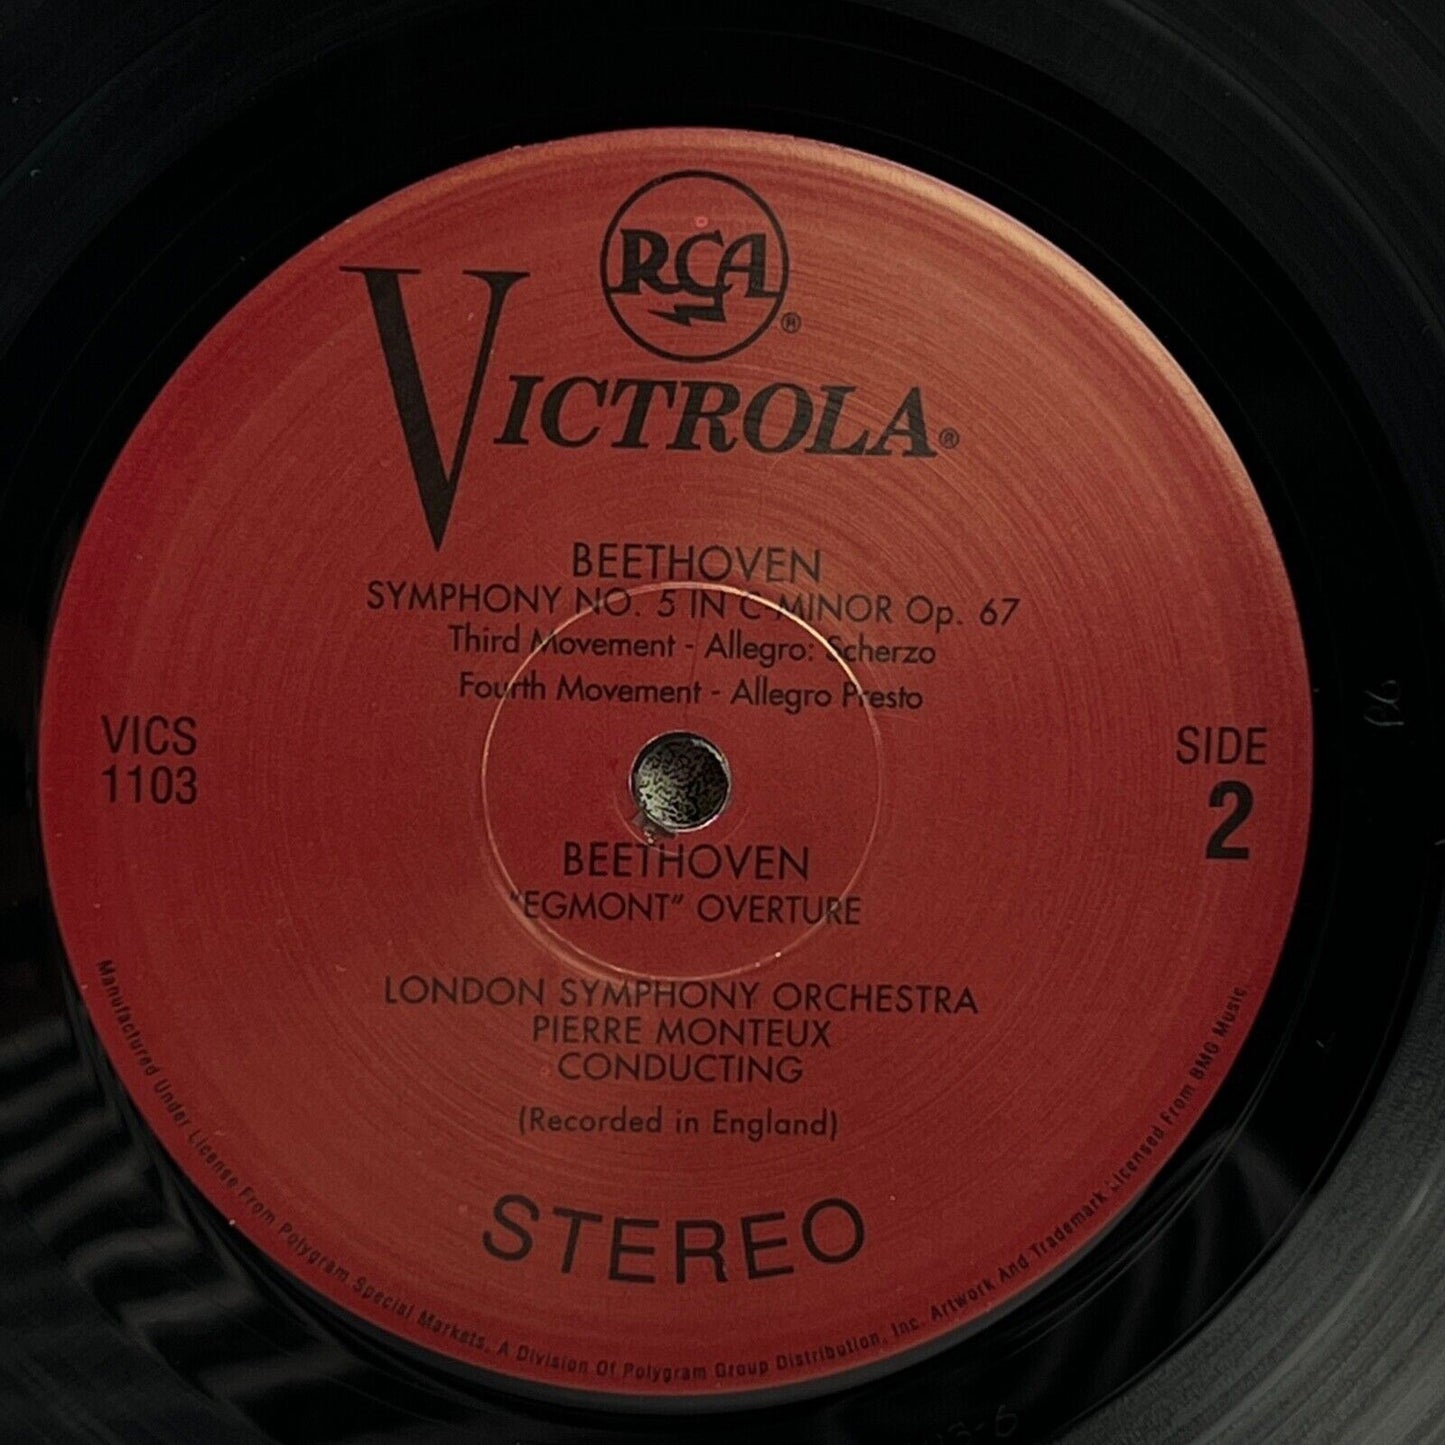 RCA®
VICTROLA®
BEETHOVEN
SYMPHONY NO. 5 IN C MINOR Op. 67
Third Movement - Allegro: Scherzo
Fourth Movement - Allegro Presto
VICS
1103
SIDE
2
BEETHOVEN
"EGMONT" OVERTURE
LONDON SYMPHONY ORCHESTRA
PIERRE MONTEUX
CONDUCTING
(Recorded in England)
STEREO
Manufactured Under License From Polygram Special Markets, A Division Of Polygram Group Distribution, Inc. Artwork And Trademark Licensed From BMG Music.